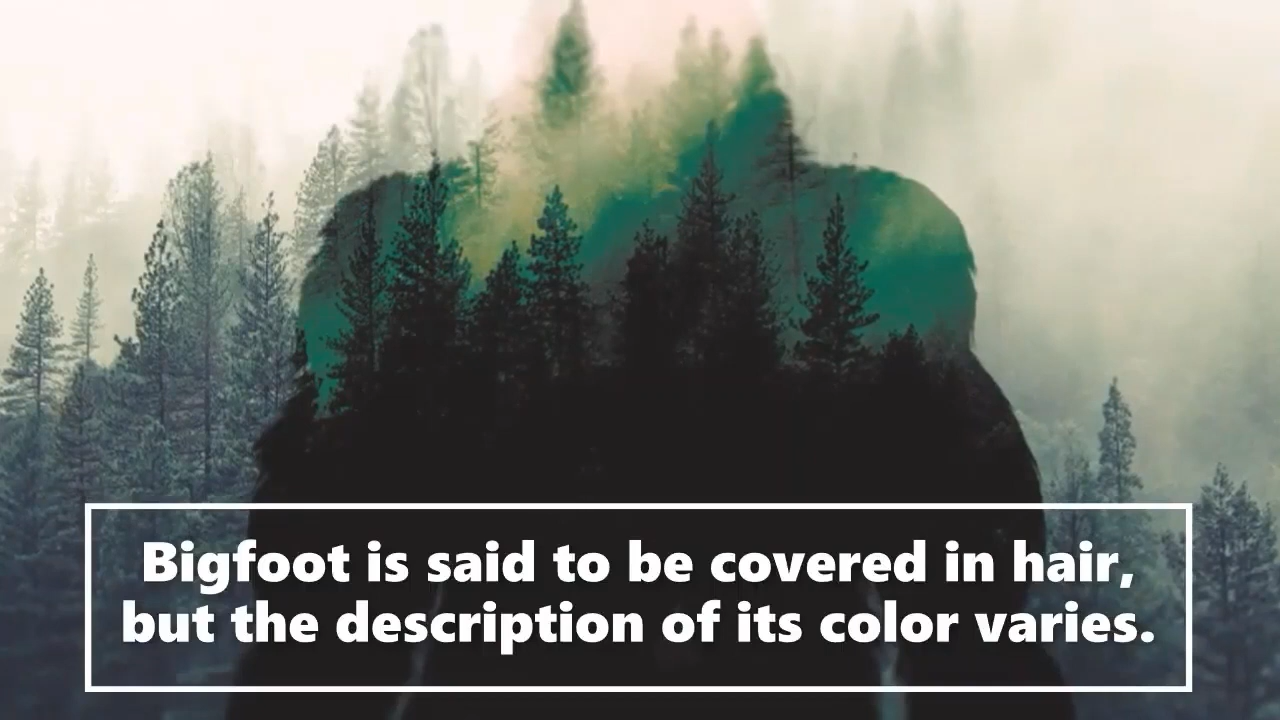 Bigfoot is said to be covered in hair,
but the description of its color varies.